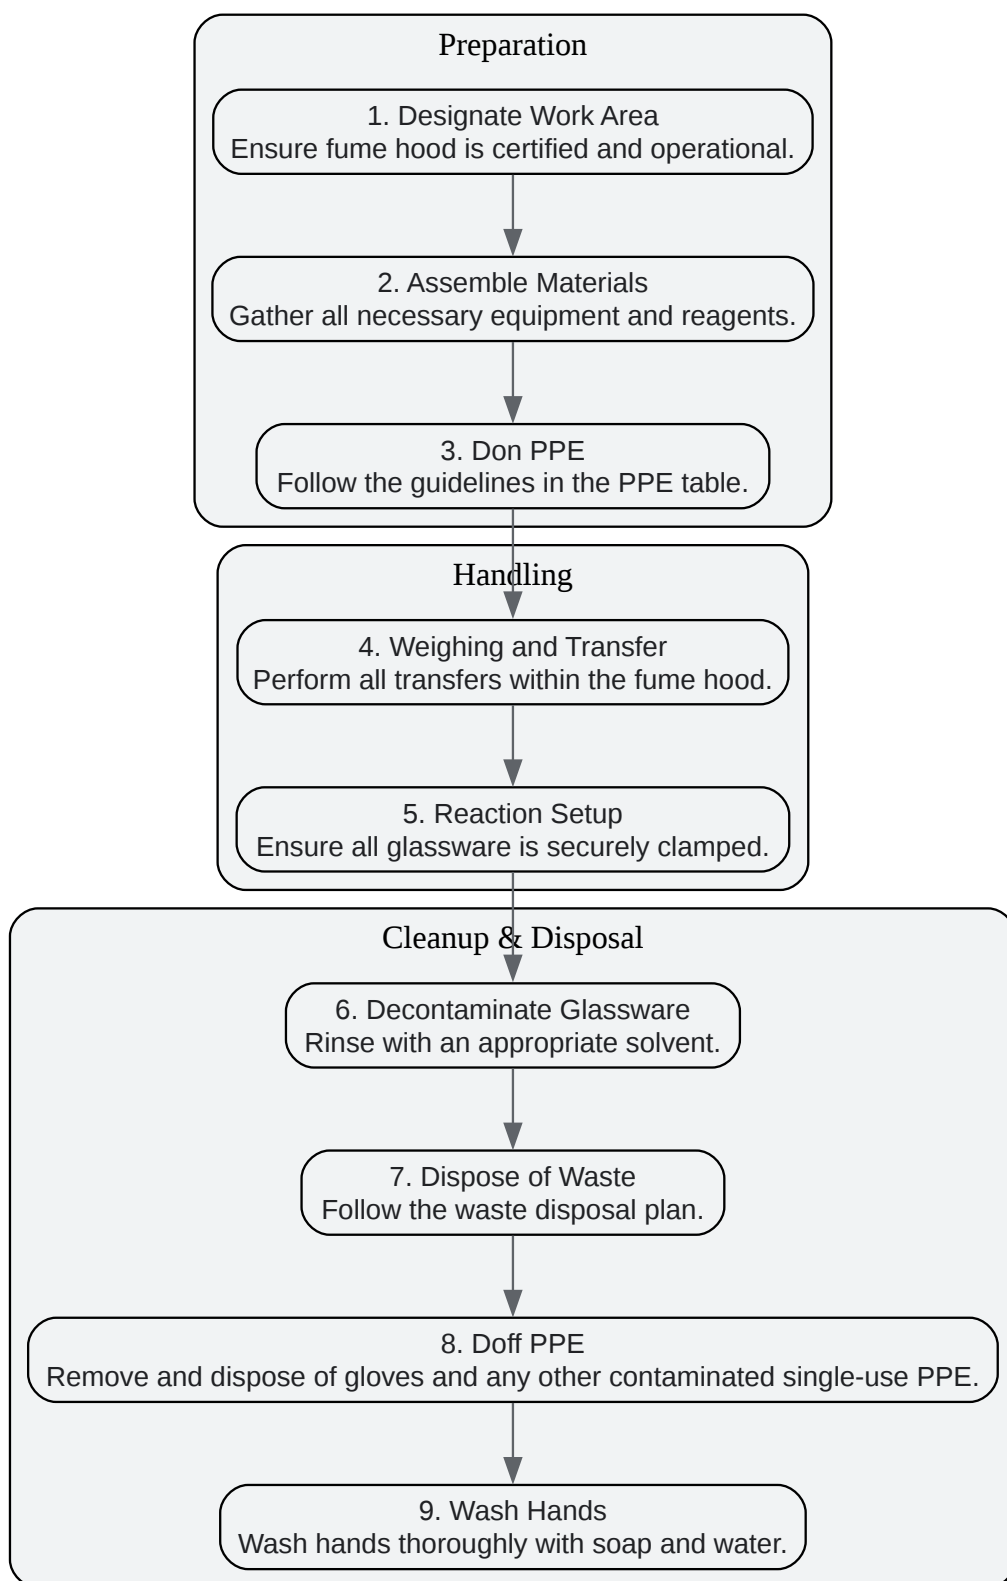 Preparation
1. Designate Work Area
Ensure fume hood is certified and operational.
2. Assemble Materials
Gather all necessary equipment and reagents.
3. Don PPE
Follow the guidelines in the PPE table.
Handling
4. Weighing and Transfer
Perform all transfers within the fume hood.
5. Reaction Setup
Ensure all glassware is securely clamped.
Cleanup & Disposal
6. Decontaminate Glassware
Rinse with an appropriate solvent.
7. Dispose of Waste
Follow the waste disposal plan.
8. Doff PPE
Remove and dispose of gloves and any other contaminated single-use PPE.
9. Wash Hands
Wash hands thoroughly with soap and water.